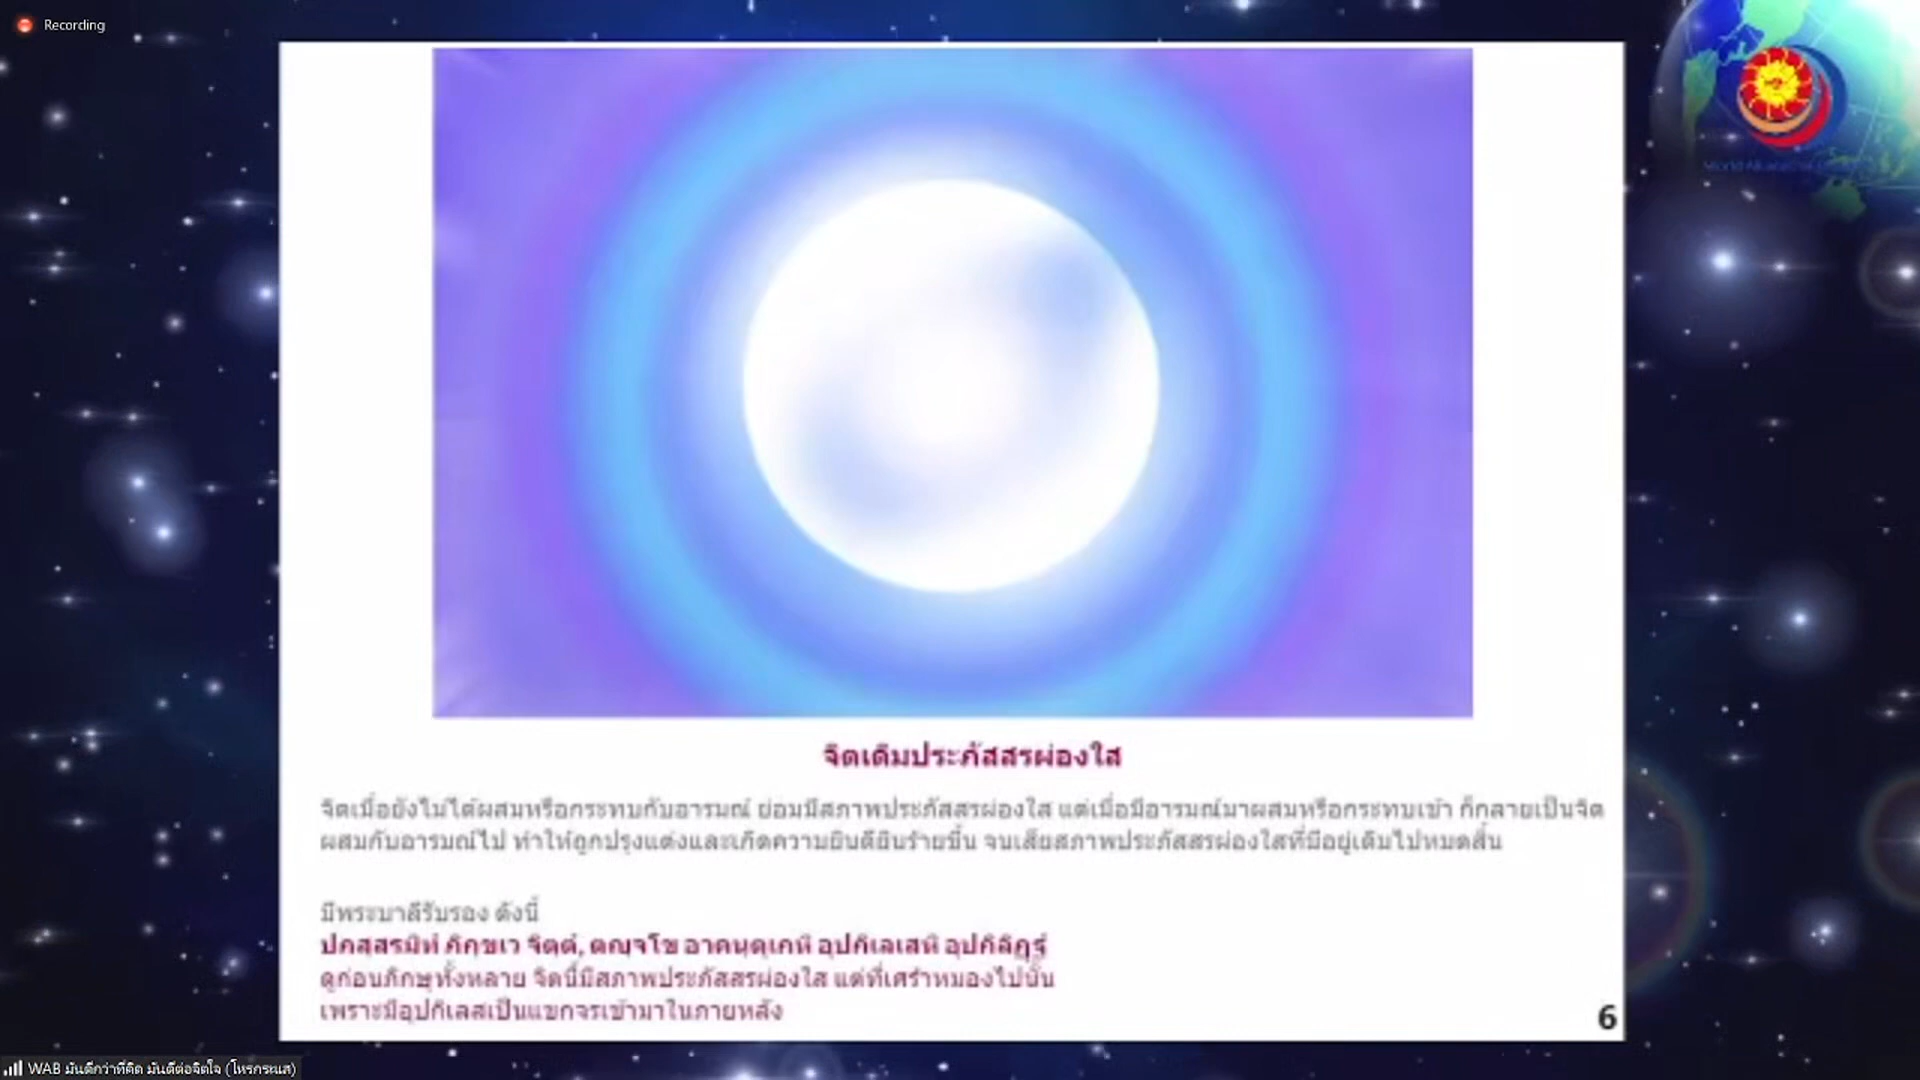 Recording
จิตเดิมประภัสสรผ่องใส
จิตเมื่อยังไม่ได้ผสมหรือกระทบกับอารมณ์ ย่อมมีสภาพประภัสสรผ่องใส แต่เมื่อมีอารมณ์มาผสมหรือกระทบเข้า ก็กลายเป็นจิต
ผสมกับอารมณ์ไป ทำให้ถูกปรุงแต่งและเกิดความยินดียินร้ายขึ้น จนเสียสภาพประภัสสรผ่องใสที่มีอยู่เดิมไปหมดสิ้น
มีพระบาลีรับรอง ดังนี้
ปภสฺสรมิทํ ภิกฺขเว จิตฺตํ, ตญฺจโข อาคนฺตุเกหิ อุปกิเลเสหิ อุปกิลิฏฺฐํ
ดูก่อนภิกษุทั้งหลาย จิตนี้มีสภาพประภัสสรผ่องใส แต่ที่เศร้าหมองไปนั้น
เพราะมีอุปกิเลสเป็นแขกจรเข้ามาในภายหลัง
6
WAB มันดีกว่าที่คิด มันดีต่อจิตใจ (โหรกระแส)